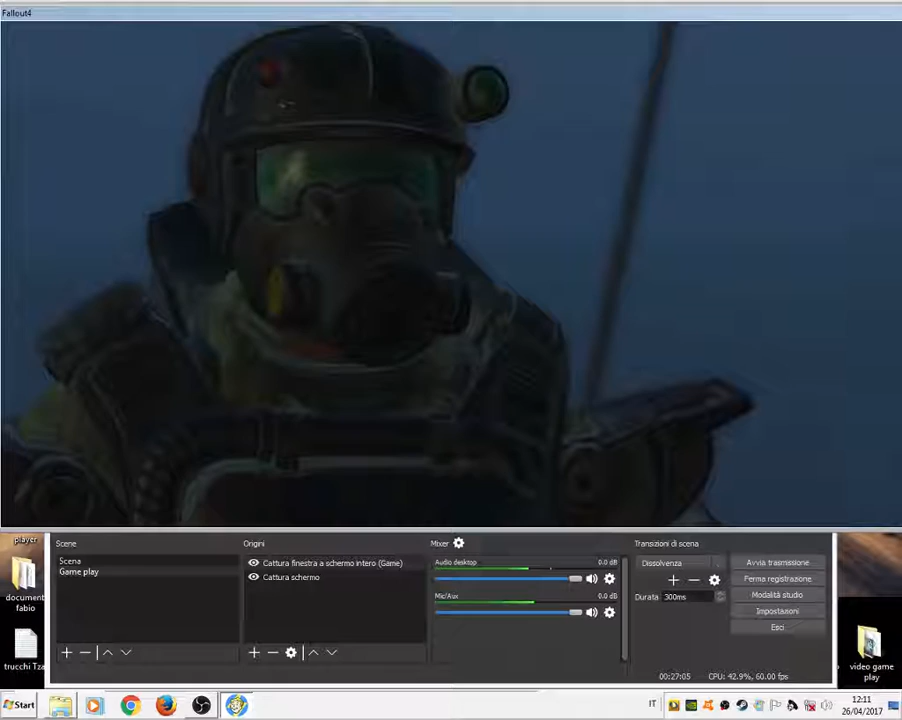 Fallout4
player
document
fabio
trucchi Tza
Scene
Scena
Game play
Origini
Cattura finestra a schermo intero (Game)
Cattura schermo
Mixer
Audio desktop
0.0 dB
Mic/Aux
0.0 dB
Transizioni di scena
Dissolvenza
Durata
300ms
Avvia trasmissione
Ferma registrazione
Modalità studio
Impostazioni
Esci
00:27:05
CPU: 42.9%, 60.00 fps
video game
play
Start
IT
12:11
26/04/2017